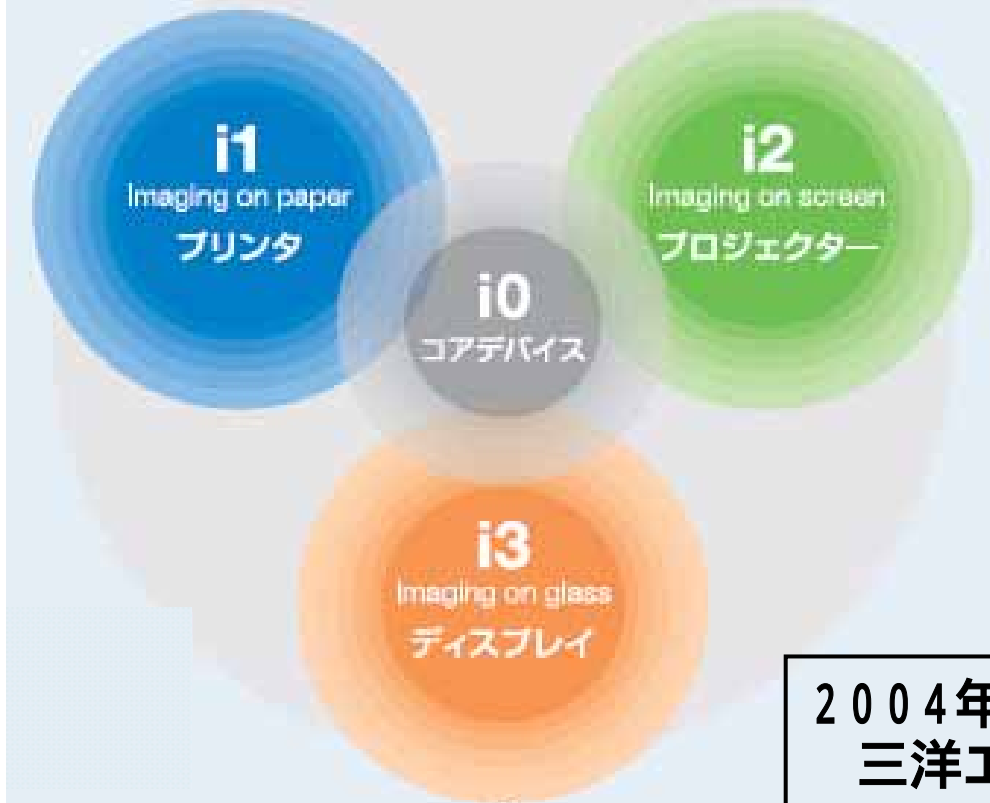 i1
Imaging on paper
プリンタ
i2
Imaging on screen
プロジェクター
i0
コアデバイス
i3
Imaging on glass
ディスプレイ
2004年
三洋エ